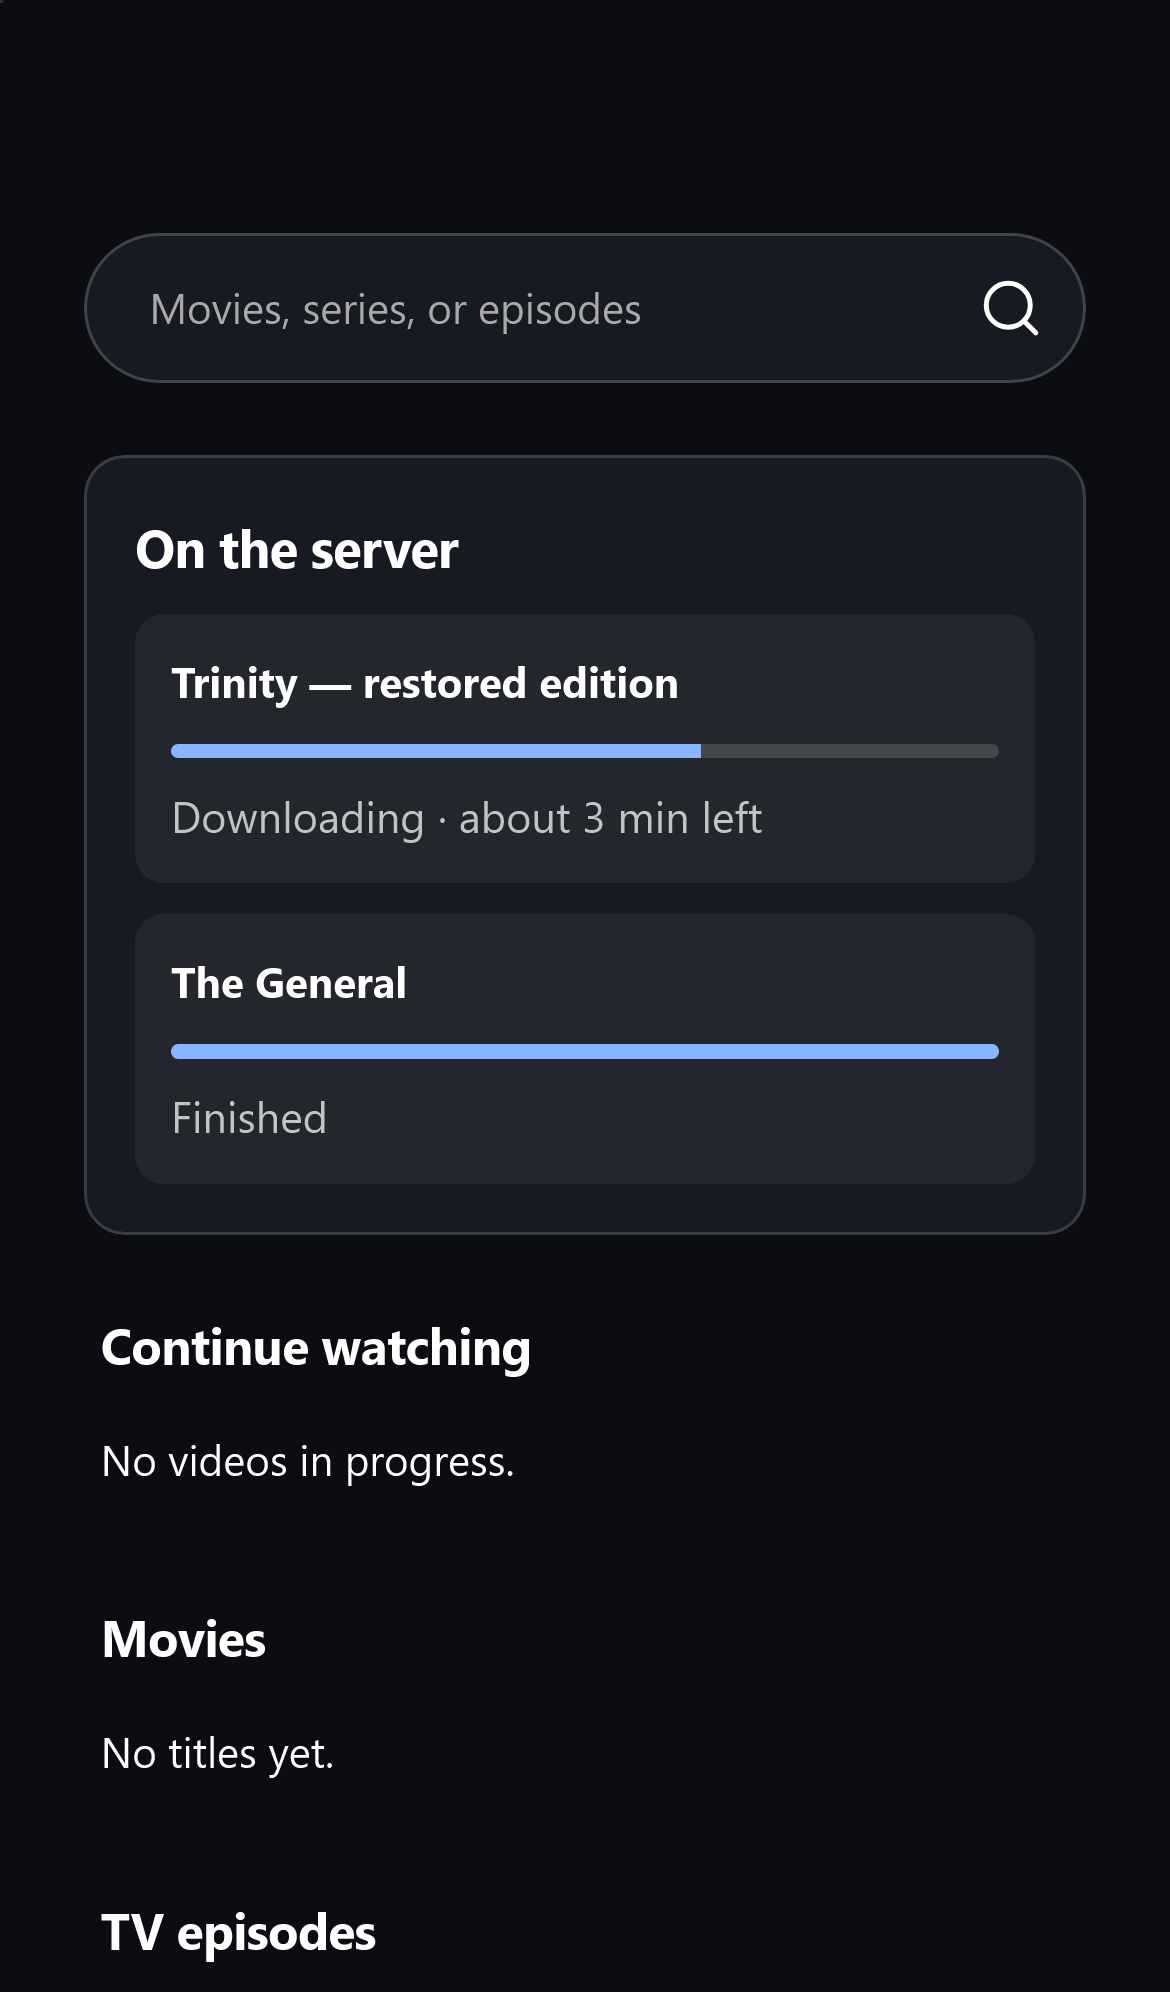 Movies, series, or episodes
On the server
Trinity — restored edition
Downloading · about 3 min left
The General
Finished
Continue watching
No videos in progress.
Movies
No titles yet.
TV episodes